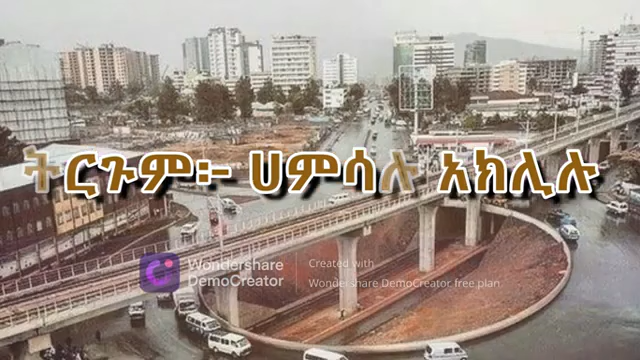 ትርጉም፦ ሀምሳሉ አክሊሉ
Wondershare
DemoCreator
Created with
Wondershare DemoCreator free plan